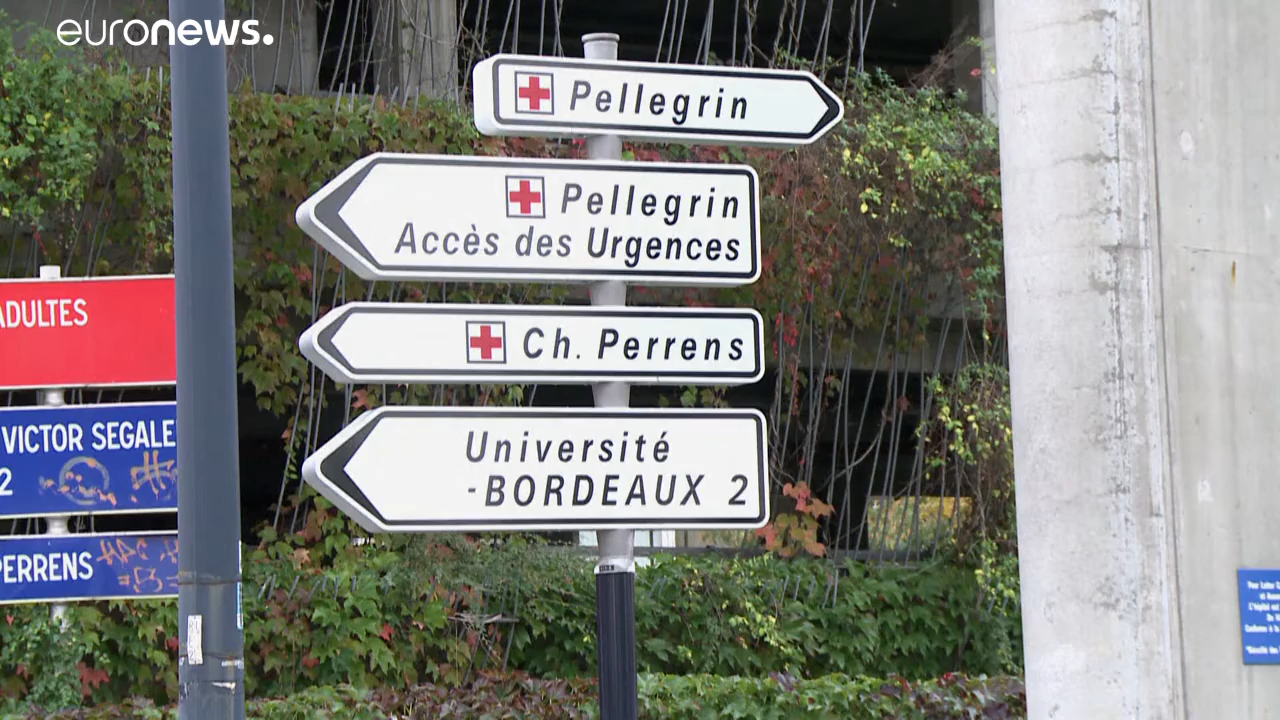 euronews.
Pellegrin
Pellegrin
Accès des Urgences
Ch. Perrens
Université
-BORDEAUX 2
ADULTES
VICTOR SEGALE
2
PERRENS